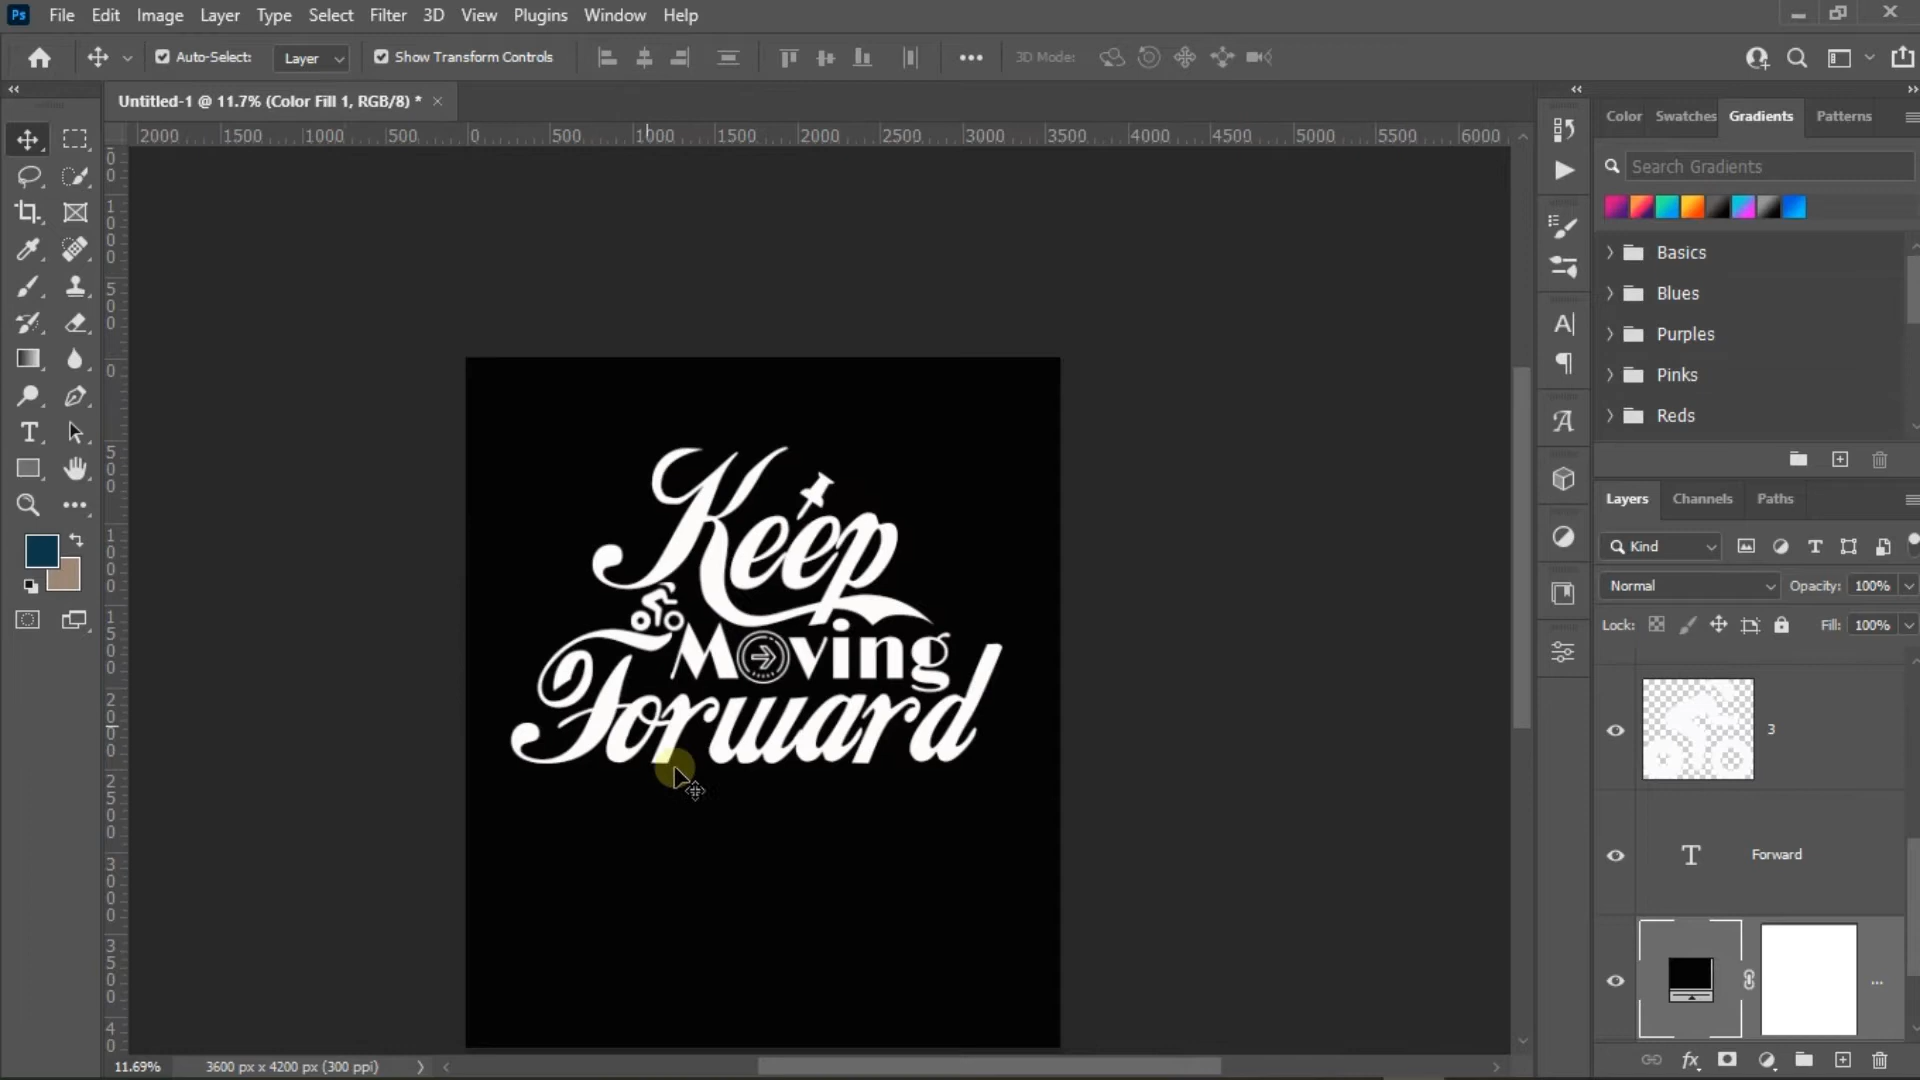 Ps File Edit Image Layer Type Select Filter 3D View Plugins Window Help
Auto-Select: Layer Show Transform Controls 3D Mode:
Untitled-1 @ 11.7% (Color Fill 1, RGB/8) *
2000 1500 1000 500 0 500 1000 1500 2000 2500 3000 3500 4000 4500 5000 5500 6000
Color Swatches Gradients Patterns
Search Gradients
Basics
Blues
Purples
Pinks
Reds
Layers Channels Paths
Kind
Normal Opacity: 100%
Lock: Fill: 100%
3
Forward
Keep
Moving
Forward
11.69% 3600 px x 4200 px (300 ppi)